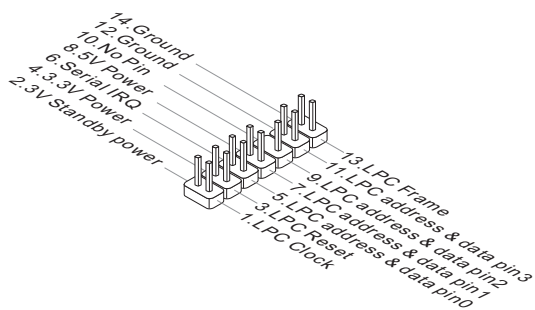 14.Ground
12.Ground
10.No Pin
8.5V Power
6.Serial IRQ
4.3.3V Power
2.3V Standby power
13.LPC Frame
11.LPC address & data pin3
9.LPC address & data pin2
7.LPC address & data pin1
5.LPC address & data pin0
3.LPC Reset
1.LPC Clock